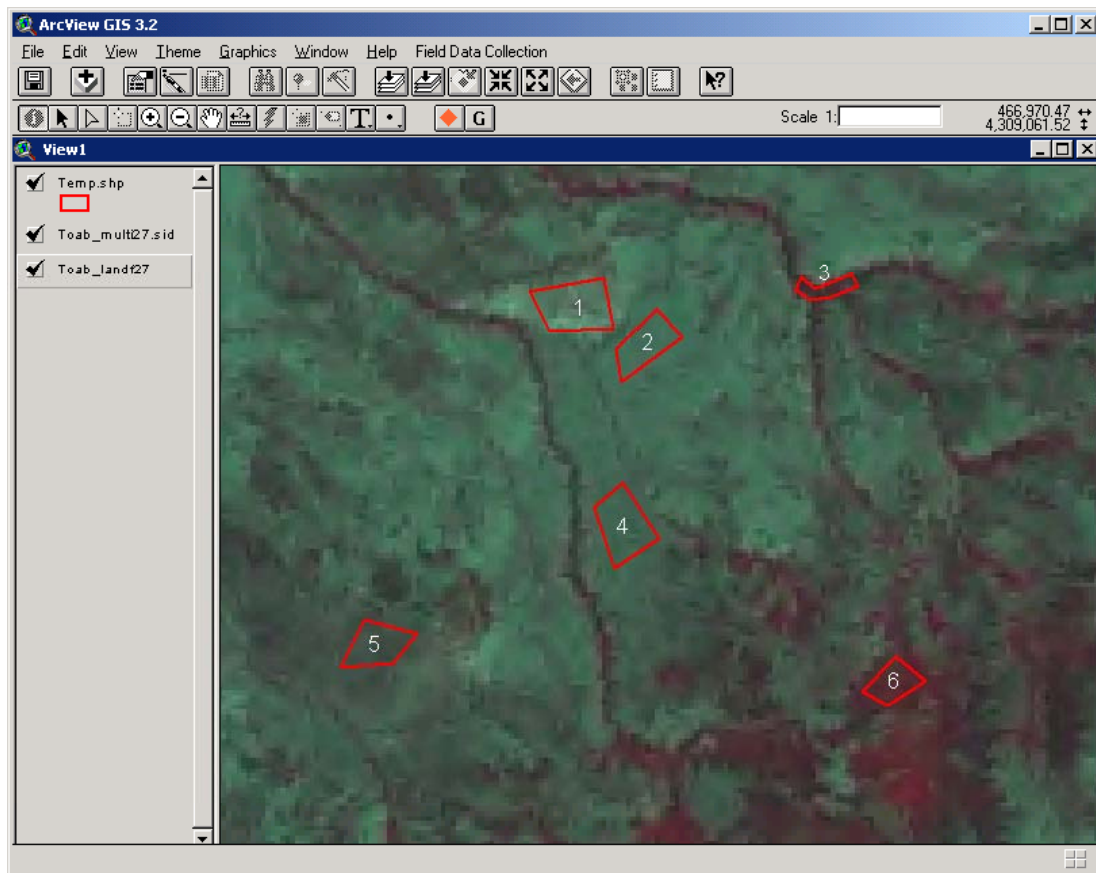 ArcView GIS 3.2
File Edit View Theme Graphics Window Help Field Data Collection
T G Scale 1: 466,970.47
4,309,061.52
View1
Temp.shp
Toab_multi27.sid
Toab_landf27
1
2
3
4
5
6